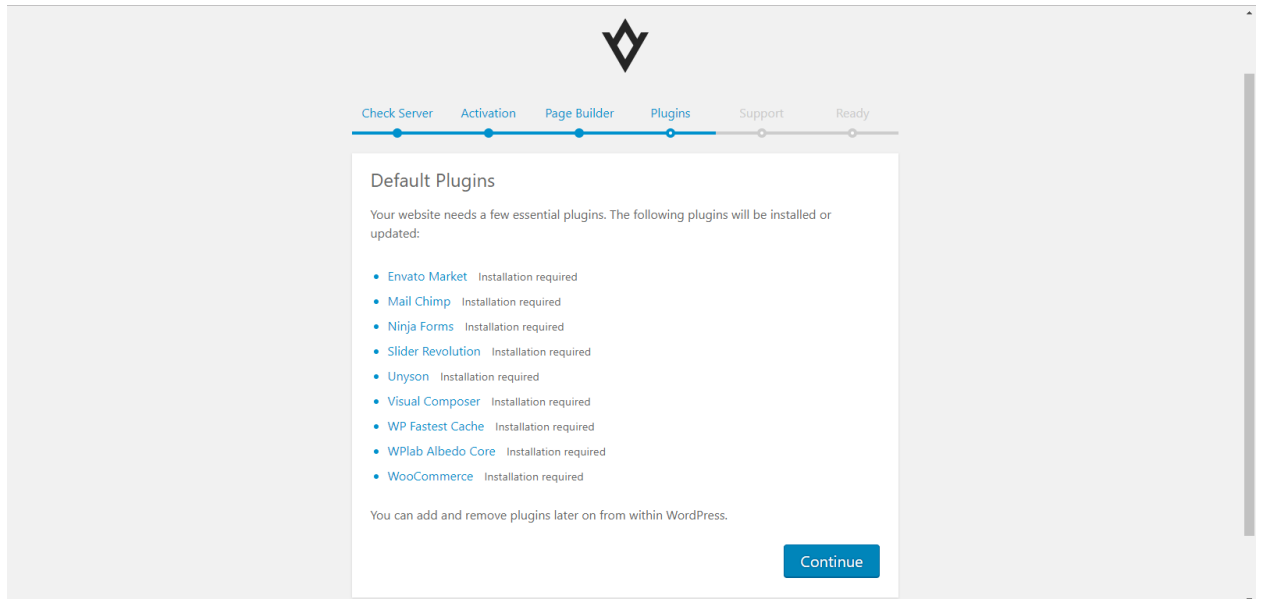 Check Server Activation Page Builder Plugins Support Ready
Default Plugins
Your website needs a few essential plugins. The following plugins will be installed or
updated:
Envato Market Installation required
Mail Chimp Installation required
Ninja Forms Installation required
Slider Revolution Installation required
Unyson Installation required
Visual Composer Installation required
WP Fastest Cache Installation required
WPlab Albedo Core Installation required
WooCommerce Installation required
You can add and remove plugins later on from within WordPress.
Continue